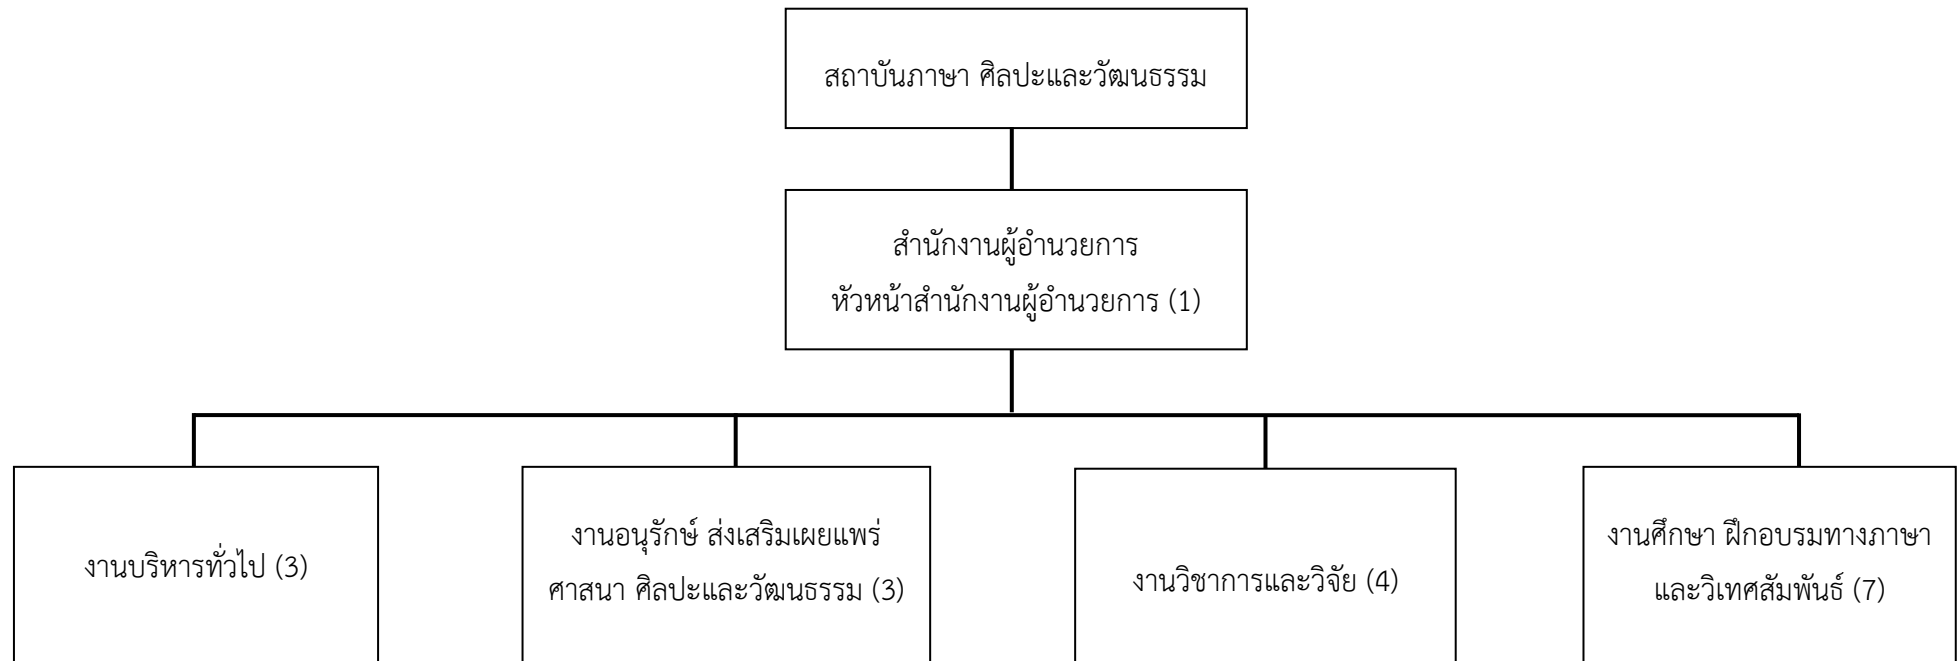 สถาบันภาษา ศิลปะและวัฒนธรรม
สำนักงานผู้อำนวยการ
หัวหน้าสำนักงานผู้อำนวยการ (1)
งานบริหารทั่วไป (3)
งานอนุรักษ์ ส่งเสริมเผยแพร่
ศาสนา ศิลปะและวัฒนธรรม (3)
งานวิชาการและวิจัย (4)
งานศึกษา ฝึกอบรมทางภาษา
และวิเทศสัมพันธ์ (7)